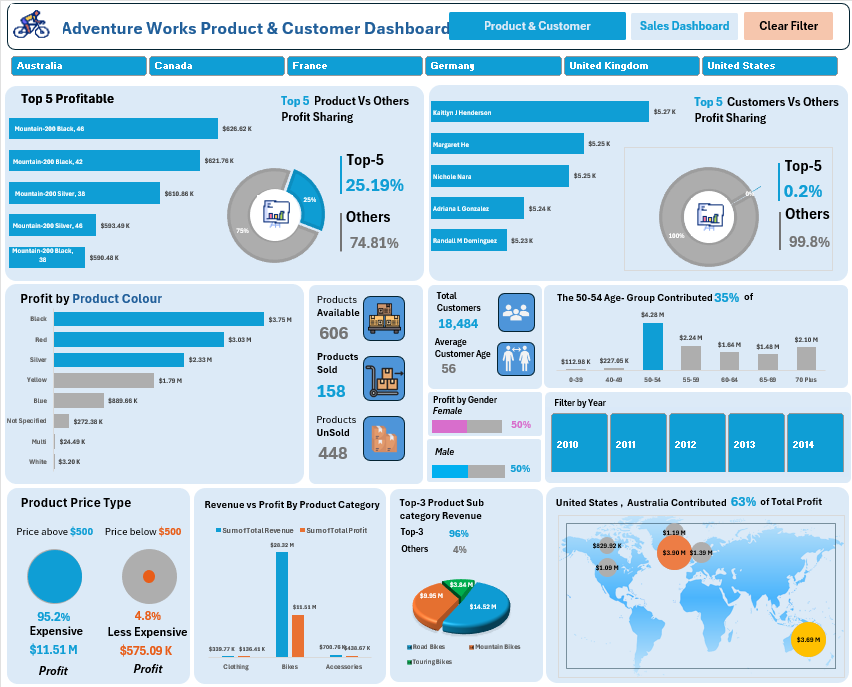 Adventure Works Product & Customer Dashboard
Product & Customer
Sales Dashboard
Clear Filter
Australia
Canada
France
Germany
United Kingdom
United States
Top 5 Profitable
Top 5 Product Vs Others
Profit Sharing
Mountain-200 Black, 46
$626.62 K
Mountain-200 Black, 42
$621.76 K
Mountain-200 Silver, 38
$610.86 K
Mountain-200 Silver, 46
$593.49 K
Mountain-200 Black,
38
$590.48 K
25%
75%
Top-5
25.19%
Others
74.81%
Top 5 Customers Vs Others
Profit Sharing
Kaitlyn J Henderson
$5.27 K
Margaret He
$5.25 K
Nichole Nara
$5.25 K
Adriana L Gonzalez
$5.24 K
Randall M Dominguez
$5.23 K
0%
100%
Top-5
0.2%
Others
99.8%
Profit by Product Colour
Black
$3.75 M
Red
$3.03 M
Silver
$2.33 M
Yellow
$1.79 M
Blue
$889.66 K
Not Specified
$272.38 K
Multi
$24.49 K
White
$3.20 K
Products
Available
606
Products
Sold
158
Products
UnSold
448
Total
Customers
18,484
Average
Customer Age
56
The 50-54 Age- Group Contributed 35% of
$112.98 K
$227.05 K
$4.28 M
$2.24 M
$1.64 M
$1.48 M
$2.10 M
0-39
40-49
50-54
55-59
60-64
65-69
70 Plus
Profit by Gender
Female
50%
Male
50%
Filter by Year
2010
2011
2012
2013
2014
Product Price Type
Price above $500
Price below $500
95.2%
Expensive
$11.51 M
Profit
4.8%
Less Expensive
$575.09 K
Profit
Revenue vs Profit By Product Category
Sum of Total Revenue
Sum of Total Profit
$339.77 K
$136.41 K
$28.32 M
$11.51 M
$700.76 K
$438.67 K
Clothing
Bikes
Accessories
Top-3 Product Sub
category Revenue
Top-3
96%
Others
4%
$3.84 M
$8.95 M
$14.52 M
Road Bikes
Mountain Bikes
Touring Bikes
United States , Australia Contributed 63% of Total Profit
$829.92 K
$1.09 M
$1.19 M
$3.90 M
$1.39 M
$3.69 M